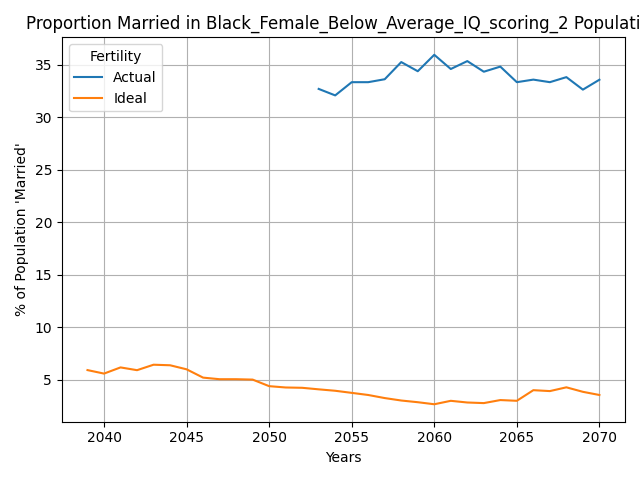 Proportion Married in Black_Female_Below_Average_IQ_scoring_2 Populati
Fertility
Actual
Ideal
35
30
25
20
15
10
5
% of Population 'Married'
2040 2045 2050 2055 2060 2065 2070
Years